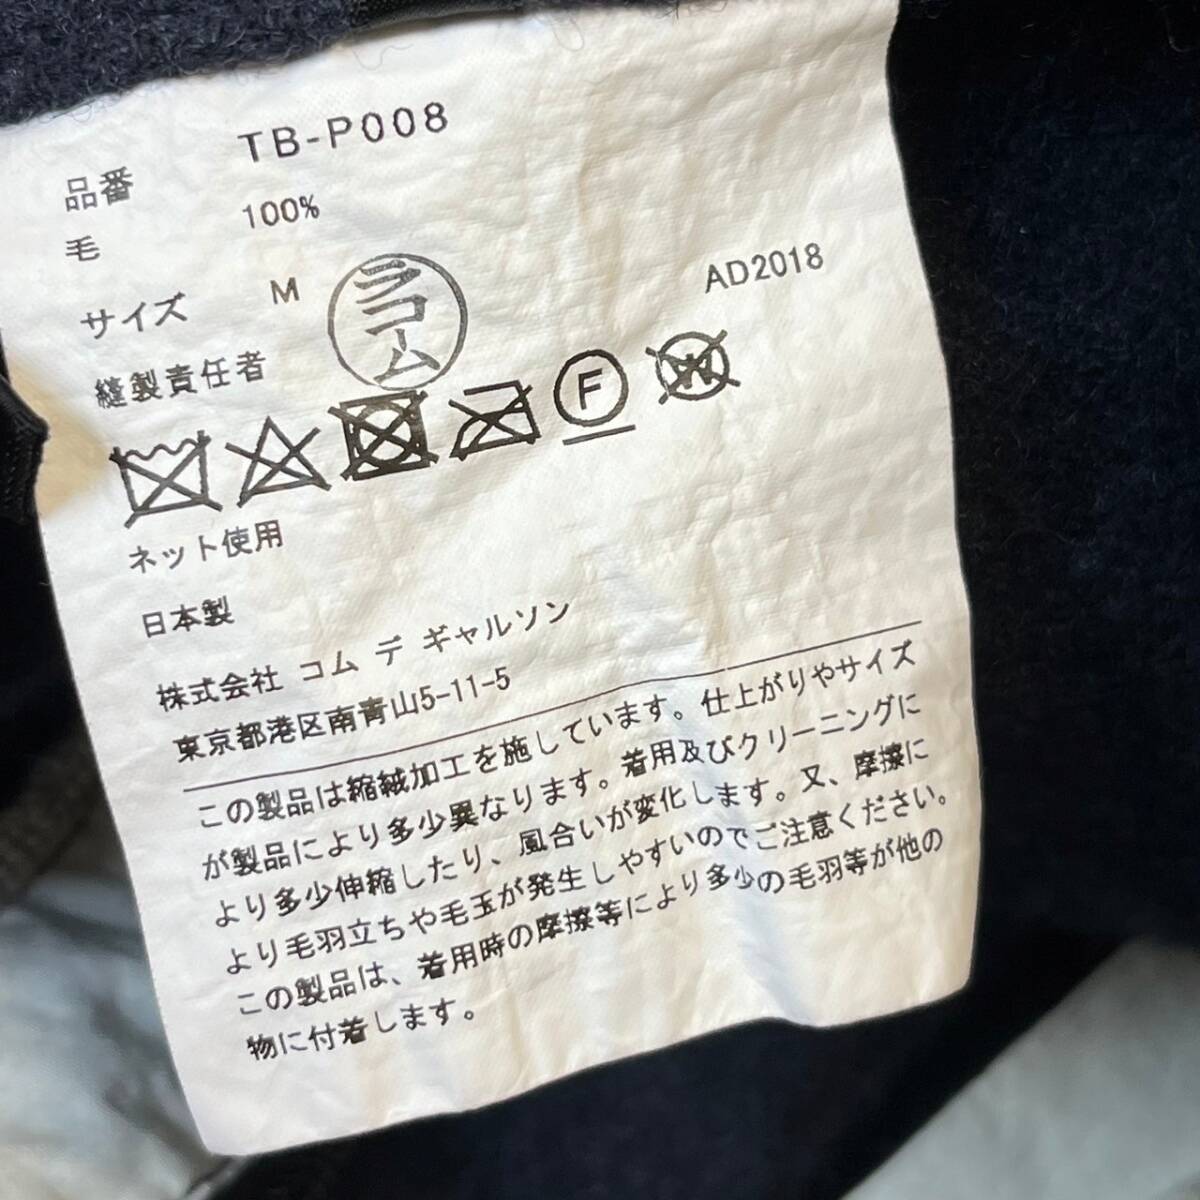 品番 TB-P008
毛 100%
サイズ M
AD2018
縫製責任者 ラコーム
F W
ネット使用
日本製
株式会社 コム デ ギャルソン
東京都港区南青山5-11-5
この製品は縮絨加工を施しています。仕上がりやサイズ
が製品により多少異なります。着用及びクリーニングに
より多少伸縮したり、風合いが変化します。又、摩擦に
より毛羽立ちや毛玉が発生しやすいのでご注意ください。
この製品は、着用時の摩擦等により多少の毛羽等が他の
物に付着します。